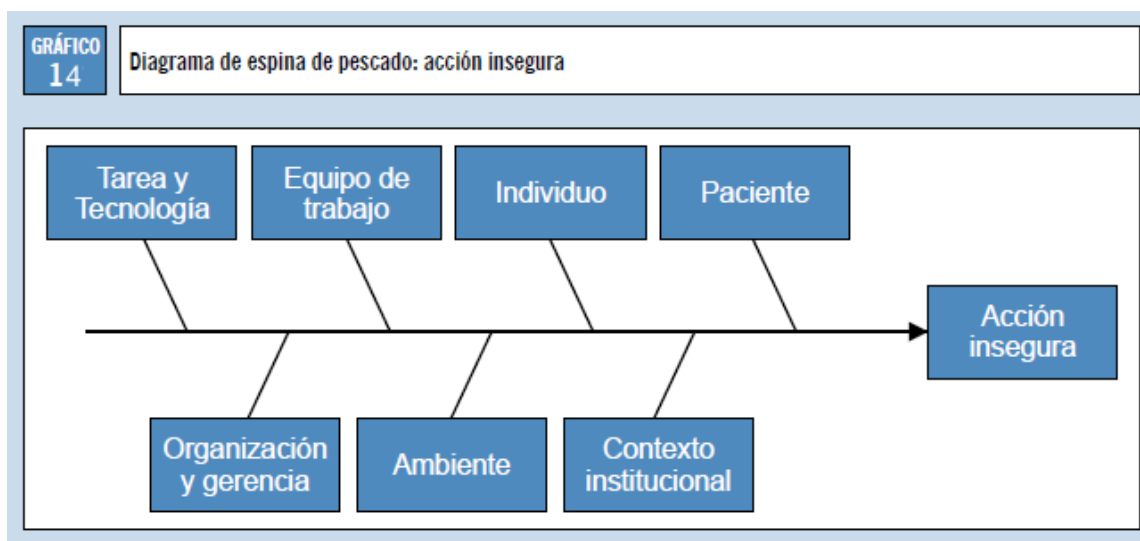 GRÁFICO
14
Diagrama de espina de pescado: acción insegura
Tarea y
Tecnología
Equipo de
trabajo
Individuo
Paciente
Acción
insegura
Organización
y gerencia
Ambiente
Contexto
institucional